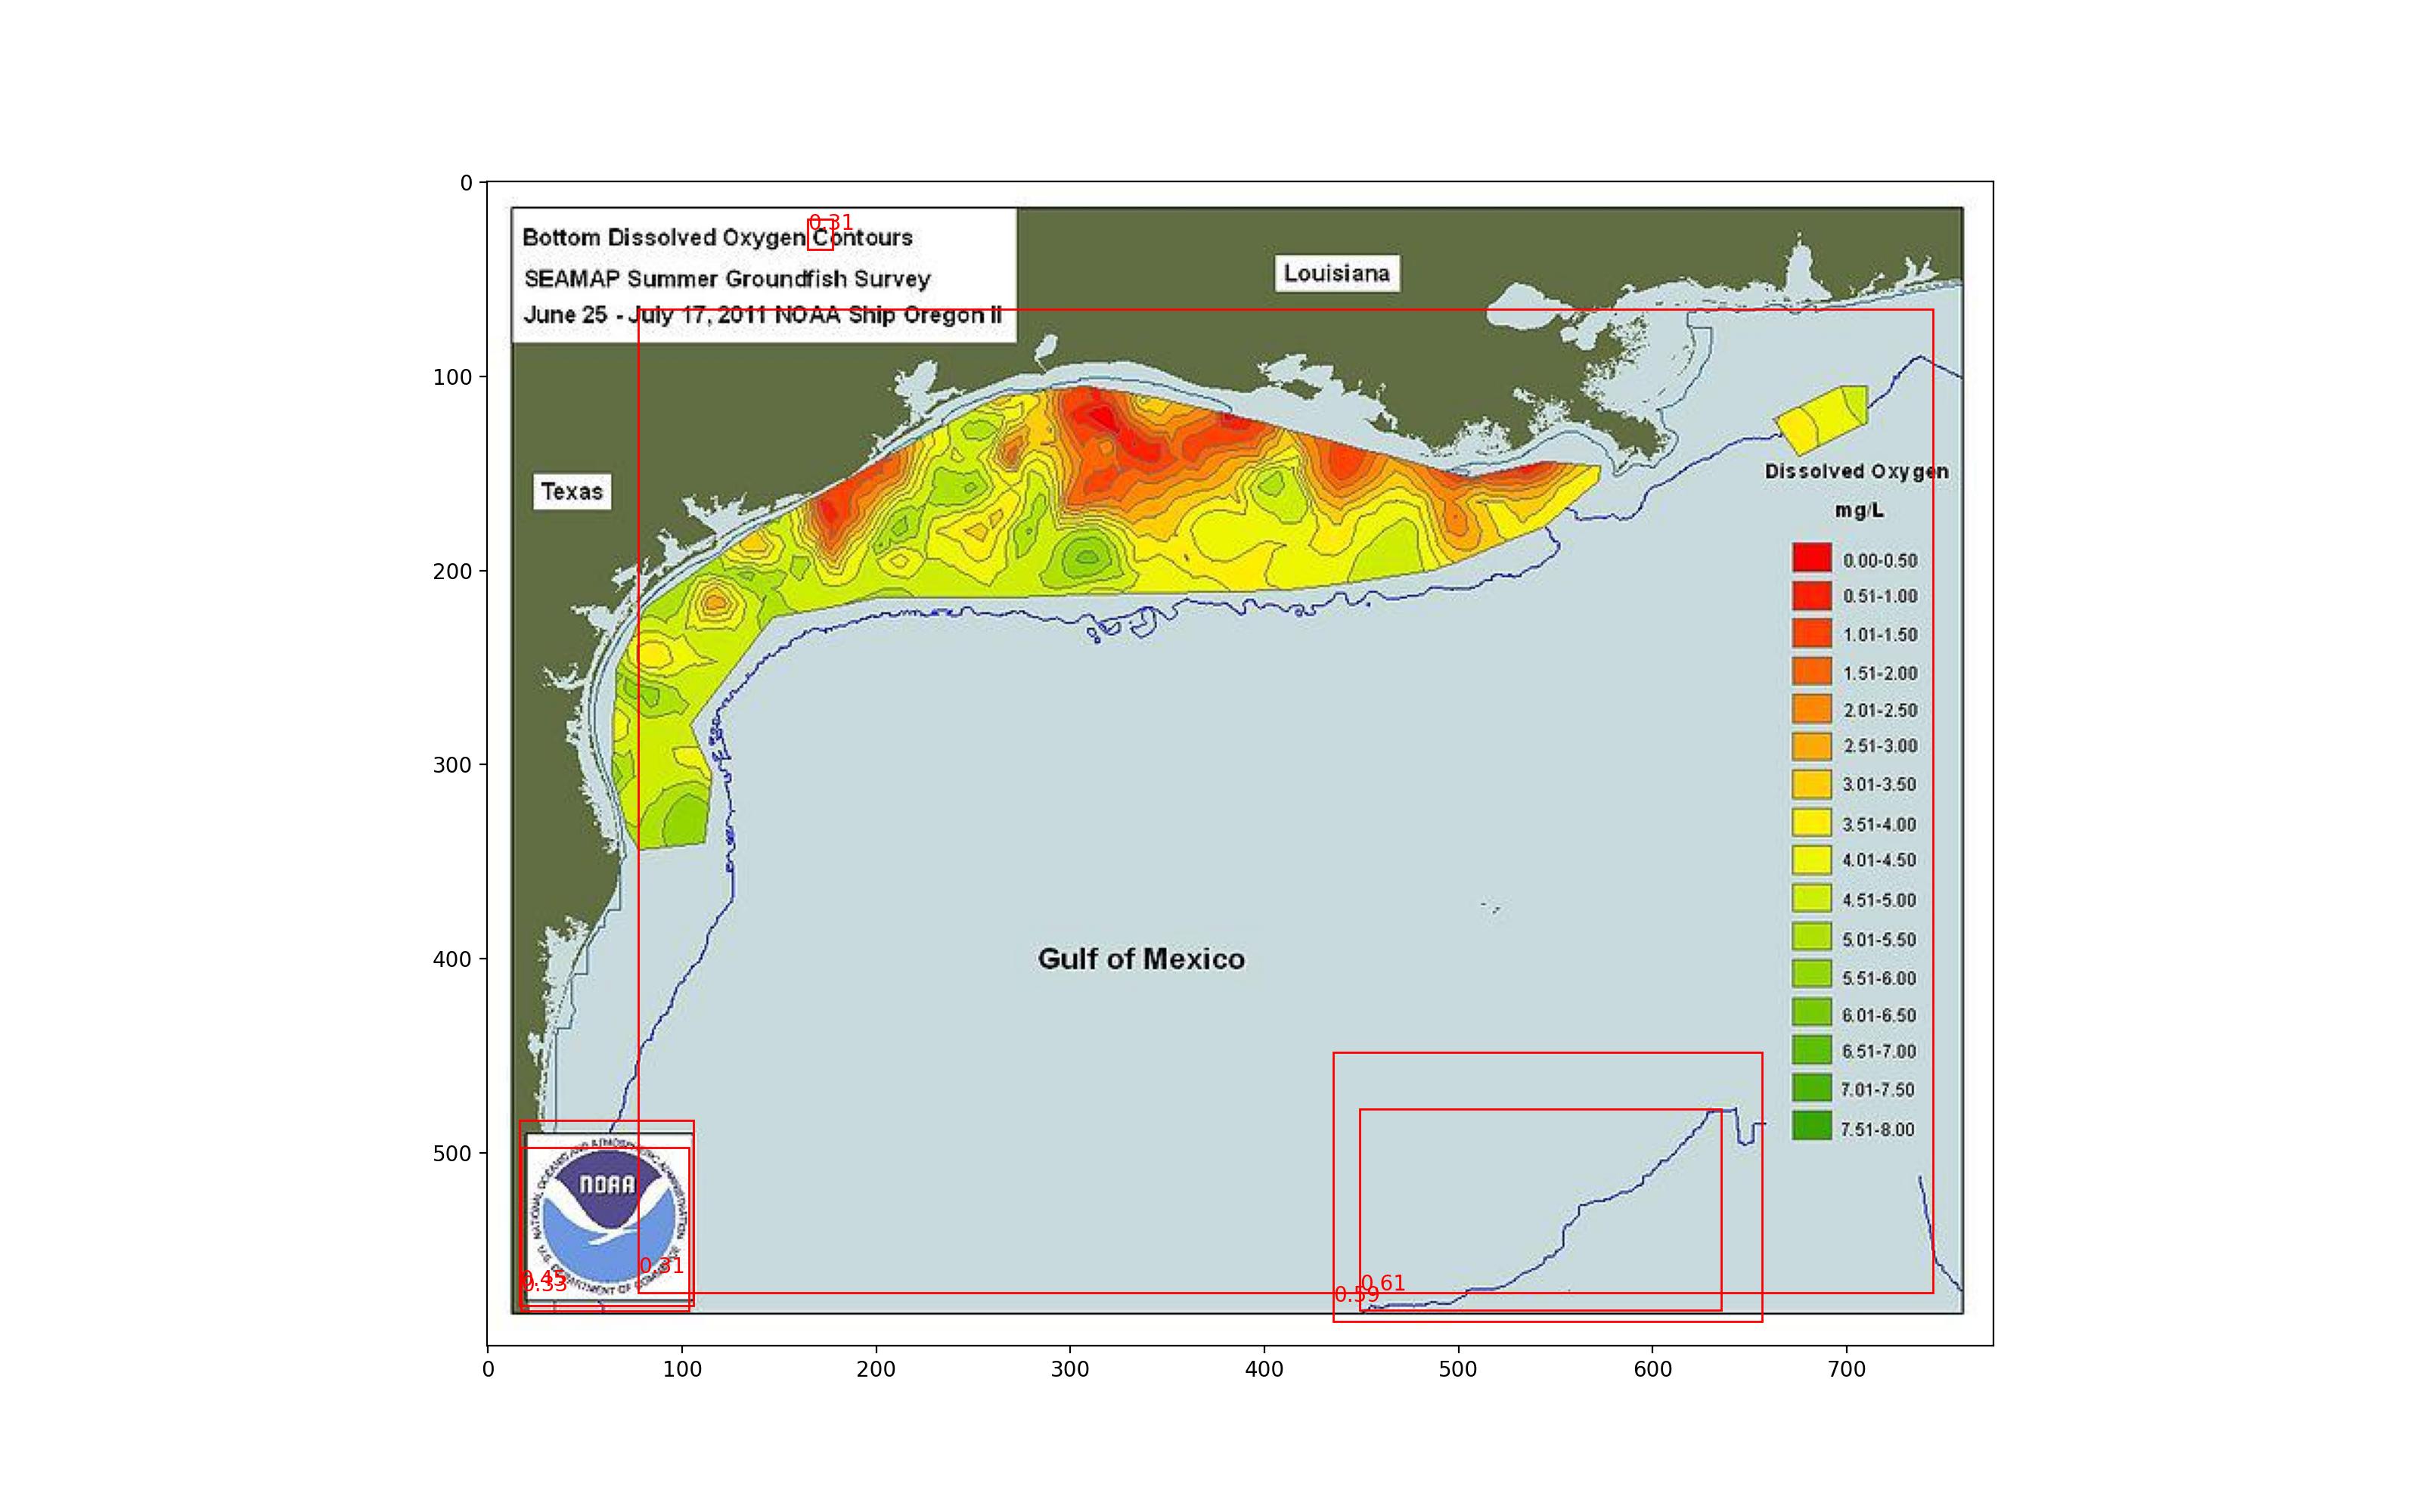 0
100
200
300
400
500
0 100 200 300 400 500 600 700
Bottom Dissolved Oxygen Contours
0.31
SEAMAP Summer Groundfish Survey
June 25 - July 17, 2011 NOAA Ship Oregon II
Louisiana
Texas
Dissolved Oxygen
mg/L
0.00-0.50
0.51-1.00
1.01-1.50
1.51-2.00
2.01-2.50
2.51-3.00
3.01-3.50
3.51-4.00
4.01-4.50
4.51-5.00
5.01-5.50
5.51-6.00
6.01-6.50
6.51-7.00
7.01-7.50
7.51-8.00
Gulf of Mexico
NATIONAL OCEANIC AND ATMOSPHERIC ADMINISTRATION
NOAA
U.S. DEPARTMENT OF COMMERCE
0.31
0.45
0.61
0.59